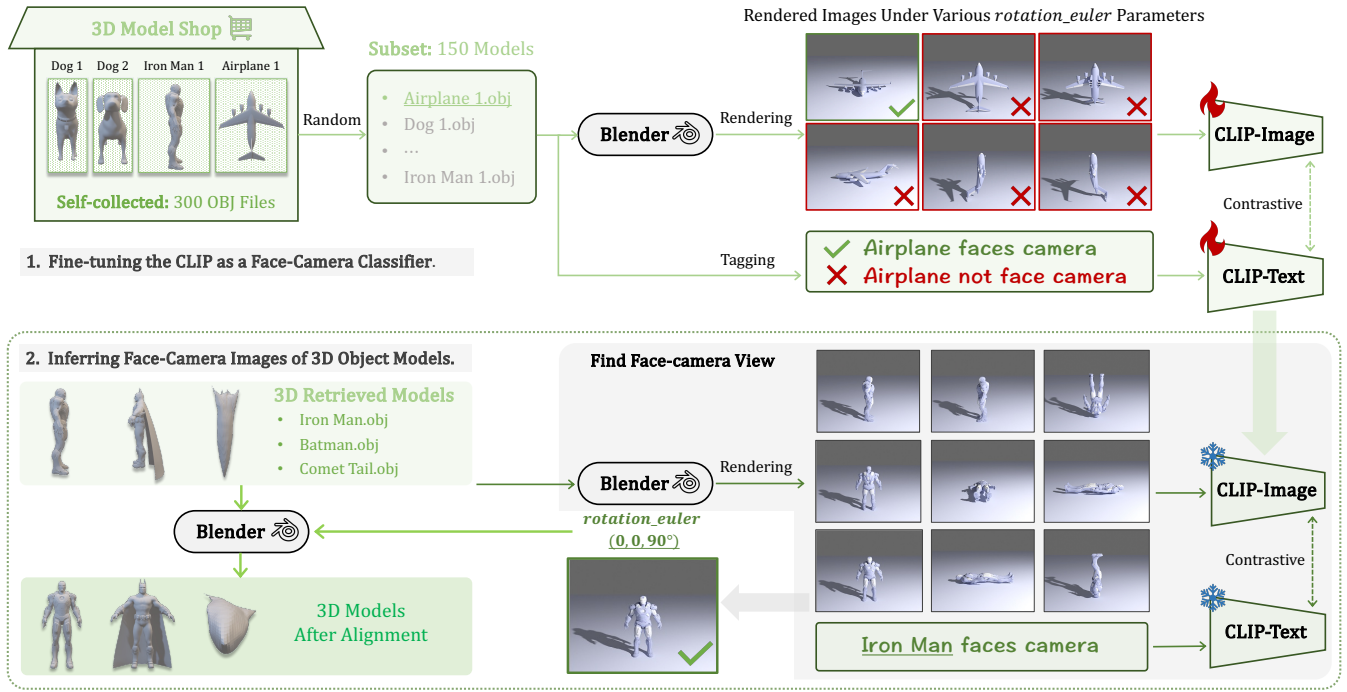 3D Model Shop
Dog 1
Dog 2
Iron Man 1
Airplane 1
Self-collected: 300 OBJ Files
Random
Subset: 150 Models
• Airplane 1.obj
• Dog 1.obj
• ...
• Iron Man 1.obj
Blender
Rendering
Rendered Images Under Various rotation_euler Parameters
CLIP-Image
Contrastive
CLIP-Text
Tagging
Airplane faces camera
Airplane not face camera
1. Fine-tuning the CLIP as a Face-Camera Classifier.
2. Inferring Face-Camera Images of 3D Object Models.
3D Retrieved Models
• Iron Man.obj
• Batman.obj
• Comet Tail.obj
Blender
3D Models
After Alignment
Find Face-camera View
Blender
Rendering
rotation_euler
(0,0,90°)
Iron Man faces camera
CLIP-Image
Contrastive
CLIP-Text